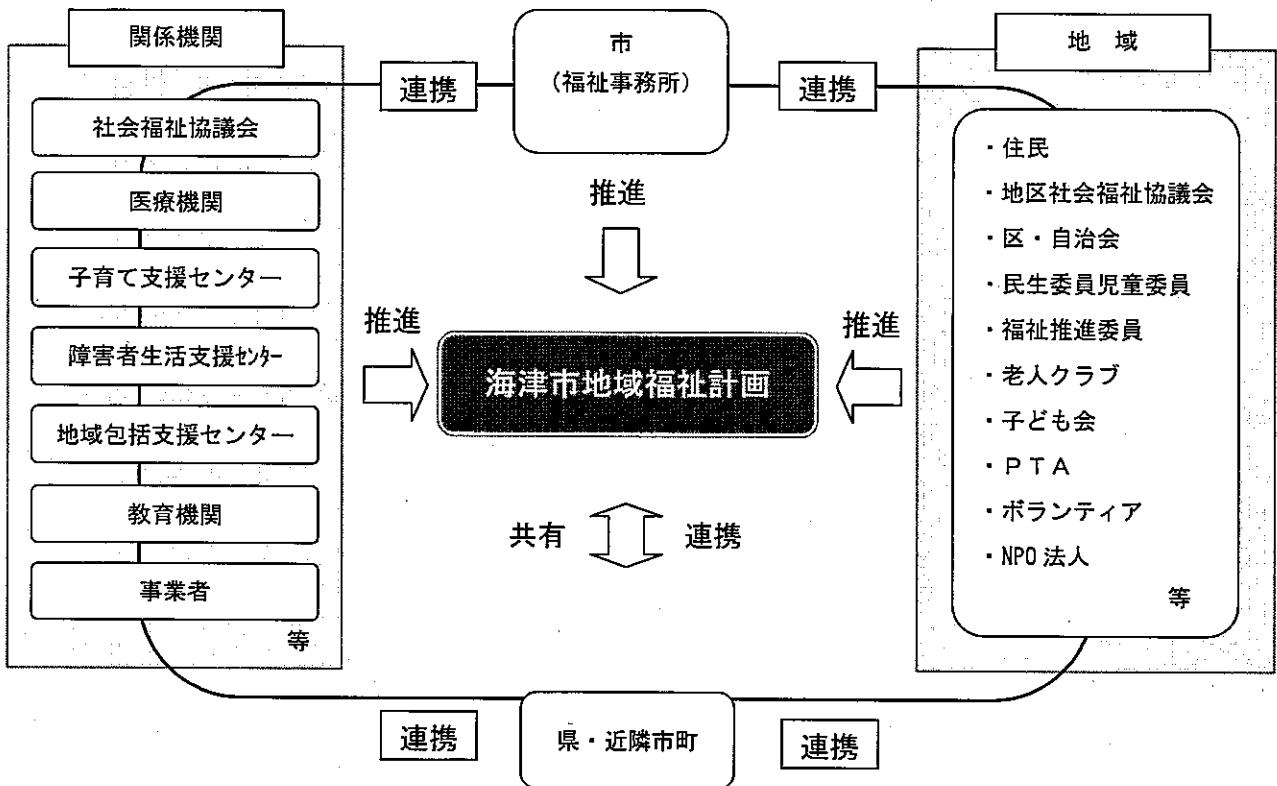 関係機関
社会福祉協議会
医療機関
子育て支援センター
障害者生活支援ｾﾝﾀｰ
地域包括支援センター
教育機関
事業者
等
連携
市
（福祉事務所）
連携
推進
推進
海津市地域福祉計画
推進
共有
連携
地　域
・住民
・地区社会福祉協議会
・区・自治会
・民生委員児童委員
・福祉推進委員
・老人クラブ
・子ども会
・ＰＴＡ
・ボランティア
・NPO 法人
等
連携
県・近隣市町
連携